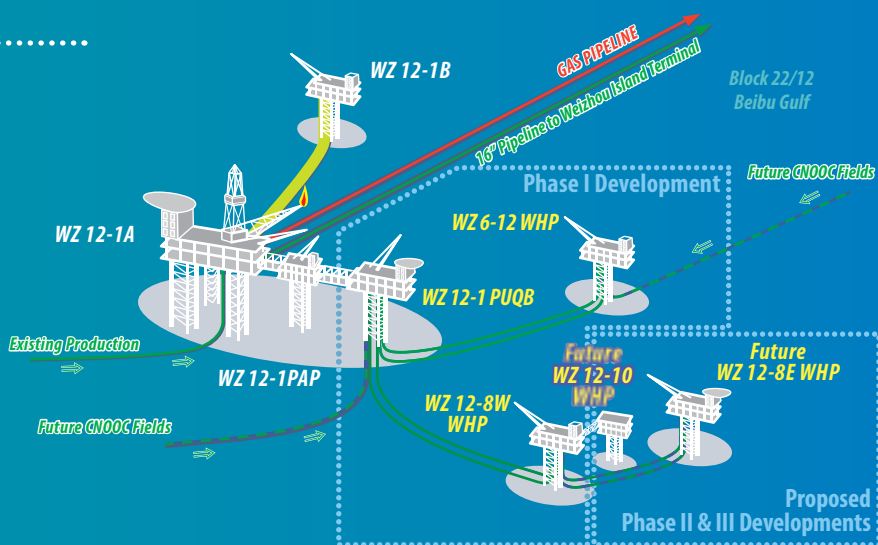 WZ 12-1B
GAS PIPELINE
16" Pipeline to Weizhou Island Terminal
Block 22/12
Beibu Gulf
Phase I Development
Future CNOOC Fields
WZ 12-1A
WZ 6-12 WHP
WZ 12-1 PUQB
Existing Production
WZ 12-1PAP
Future
WZ 12-10
WHP
Future
WZ 12-8E WHP
WZ 12-8W
WHP
Future CNOOC Fields
Proposed
Phase II & III Developments